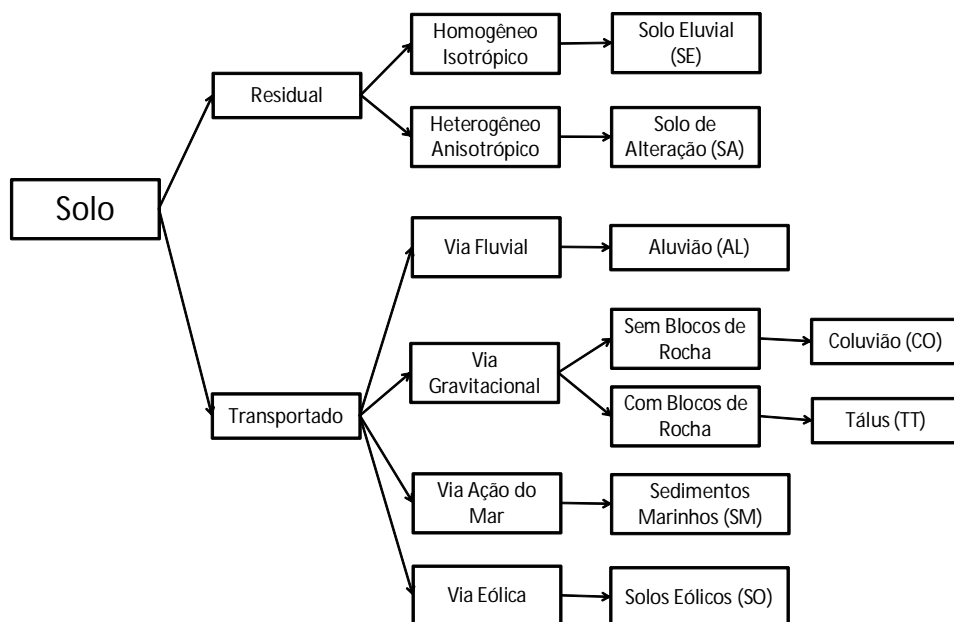 Homogêneo
Isotrópico
Solo Eluvial
(SE)
Residual
Heterogêneo
Anisotrópico
Solo de
Alteração (SA)
Solo
Via Fluvial
Aluvião (AL)
Sem Blocos de
Rocha
Coluvião (CO)
Via
Gravitacional
Com Blocos de
Rocha
Tálus (TT)
Transportado
Via Ação do
Mar
Sedimentos
Marinhos (SM)
Via Eólica
Solos Eólicos (SO)